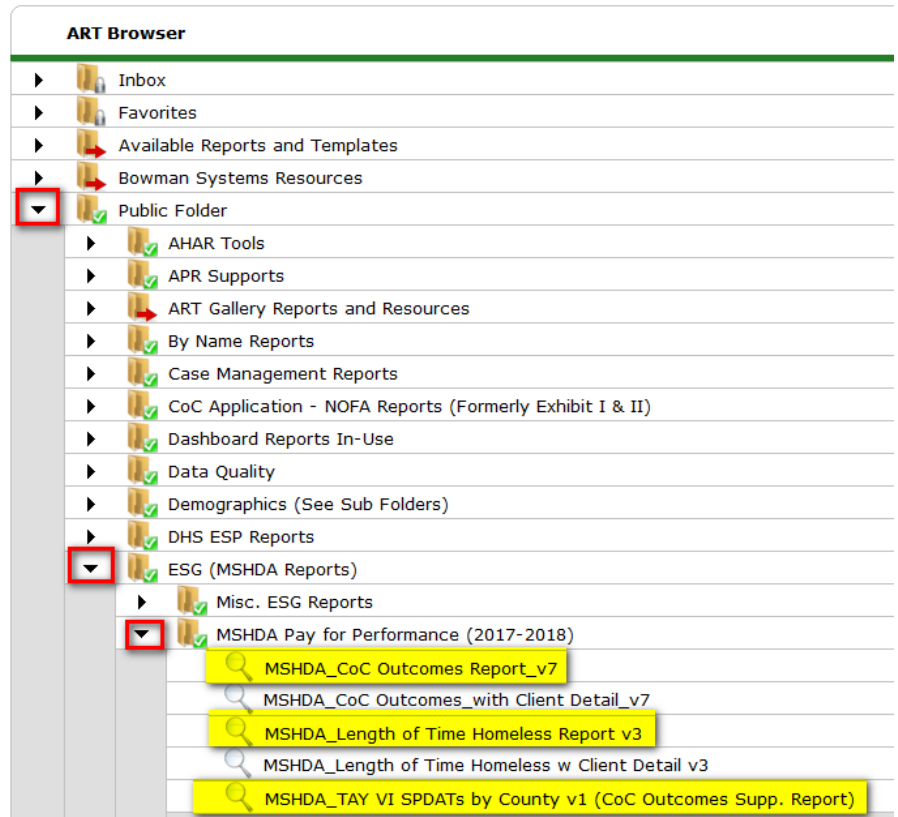 ART Browser
Inbox
Favorites
Available Reports and Templates
Bowman Systems Resources
Public Folder
AHAR Tools
APR Supports
ART Gallery Reports and Resources
By Name Reports
Case Management Reports
CoC Application - NOFA Reports (Formerly Exhibit I & II)
Dashboard Reports In-Use
Data Quality
Demographics (See Sub Folders)
DHS ESP Reports
ESG (MSHDA Reports)
Misc. ESG Reports
MSHDA Pay for Performance (2017-2018)
MSHDA_CoC Outcomes Report_v7
MSHDA_CoC Outcomes_with Client Detail_v7
MSHDA_Length of Time Homeless Report v3
MSHDA_Length of Time Homeless w Client Detail v3
MSHDA_TAY VI SPDATs by County v1 (CoC Outcomes Supp. Report)